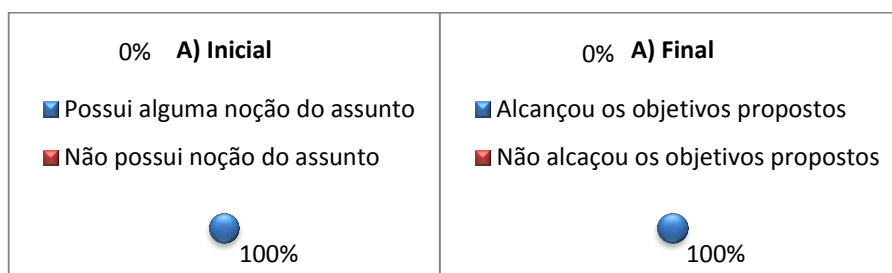 0% A) Inicial
Possui alguma noção do assunto
Não possui noção do assunto
100%
0% A) Final
Alcançou os objetivos propostos
Não alcaçou os objetivos propostos
100%